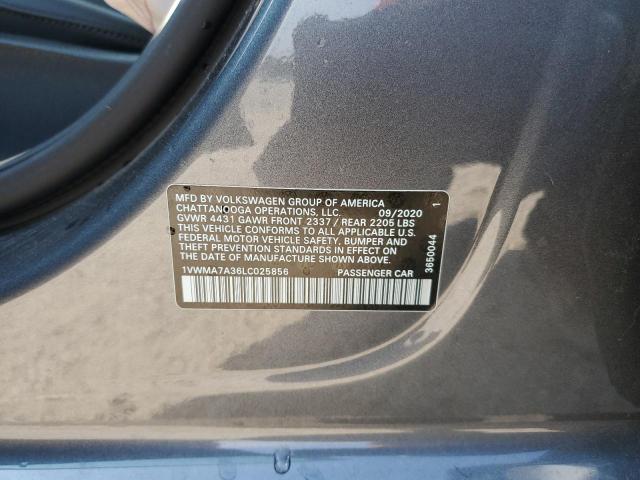 MFD BY VOLKSWAGEN GROUP OF AMERICA
CHATTANOOGA OPERATIONS, LLC. 09/2020
GVWR 4431 GAWR FRONT 2337 / REAR 2205 LBS
THIS VEHICLE CONFORMS TO ALL APPLICABLE U.S.
FEDERAL MOTOR VEHICLE SAFETY, BUMPER AND
THEFT PREVENTION STANDARDS IN EFFECT ON THE
DATE OF MANUFACTURE SHOWN ABOVE.
1VWMA7A36LC025856 PASSENGER CAR
3650044 1